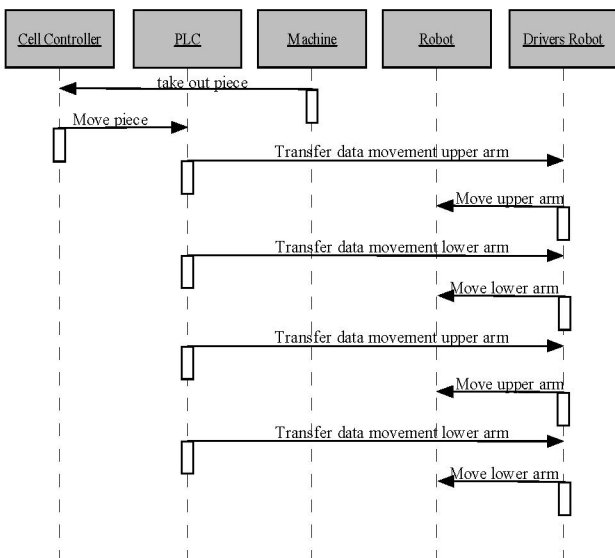 Cell Controller
PLC
Machine
Robot
Drivers Robot
take out piece
Move piece
Transfer data movement upper arm
Move upper arm
Transfer data movement lower arm
Move lower arm
Transfer data movement upper arm
Move upper arm
Transfer data movement lower arm
Move lower arm